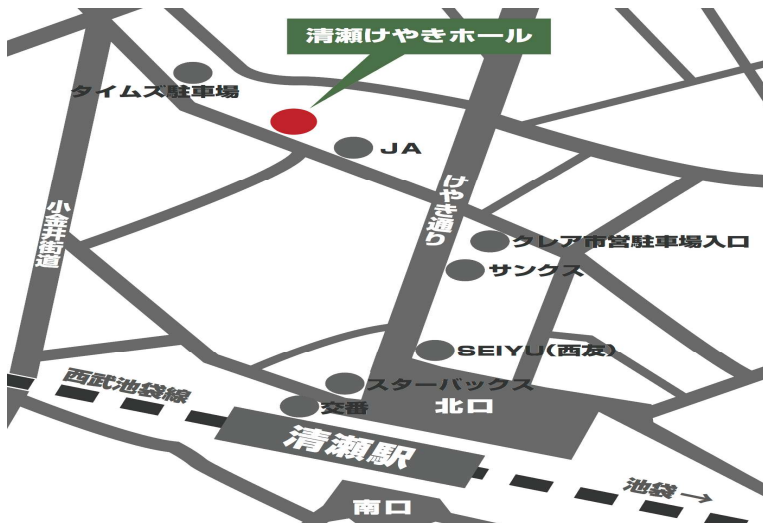 清瀬けやきホール
タイムズ駐車場
JA
けやき通り
小金井街道
クレア市営駐車場入口
サンクス
SEIYU(西友)
スターバックス
西武池袋線
交番
北口
清瀬駅
池袋→
南口